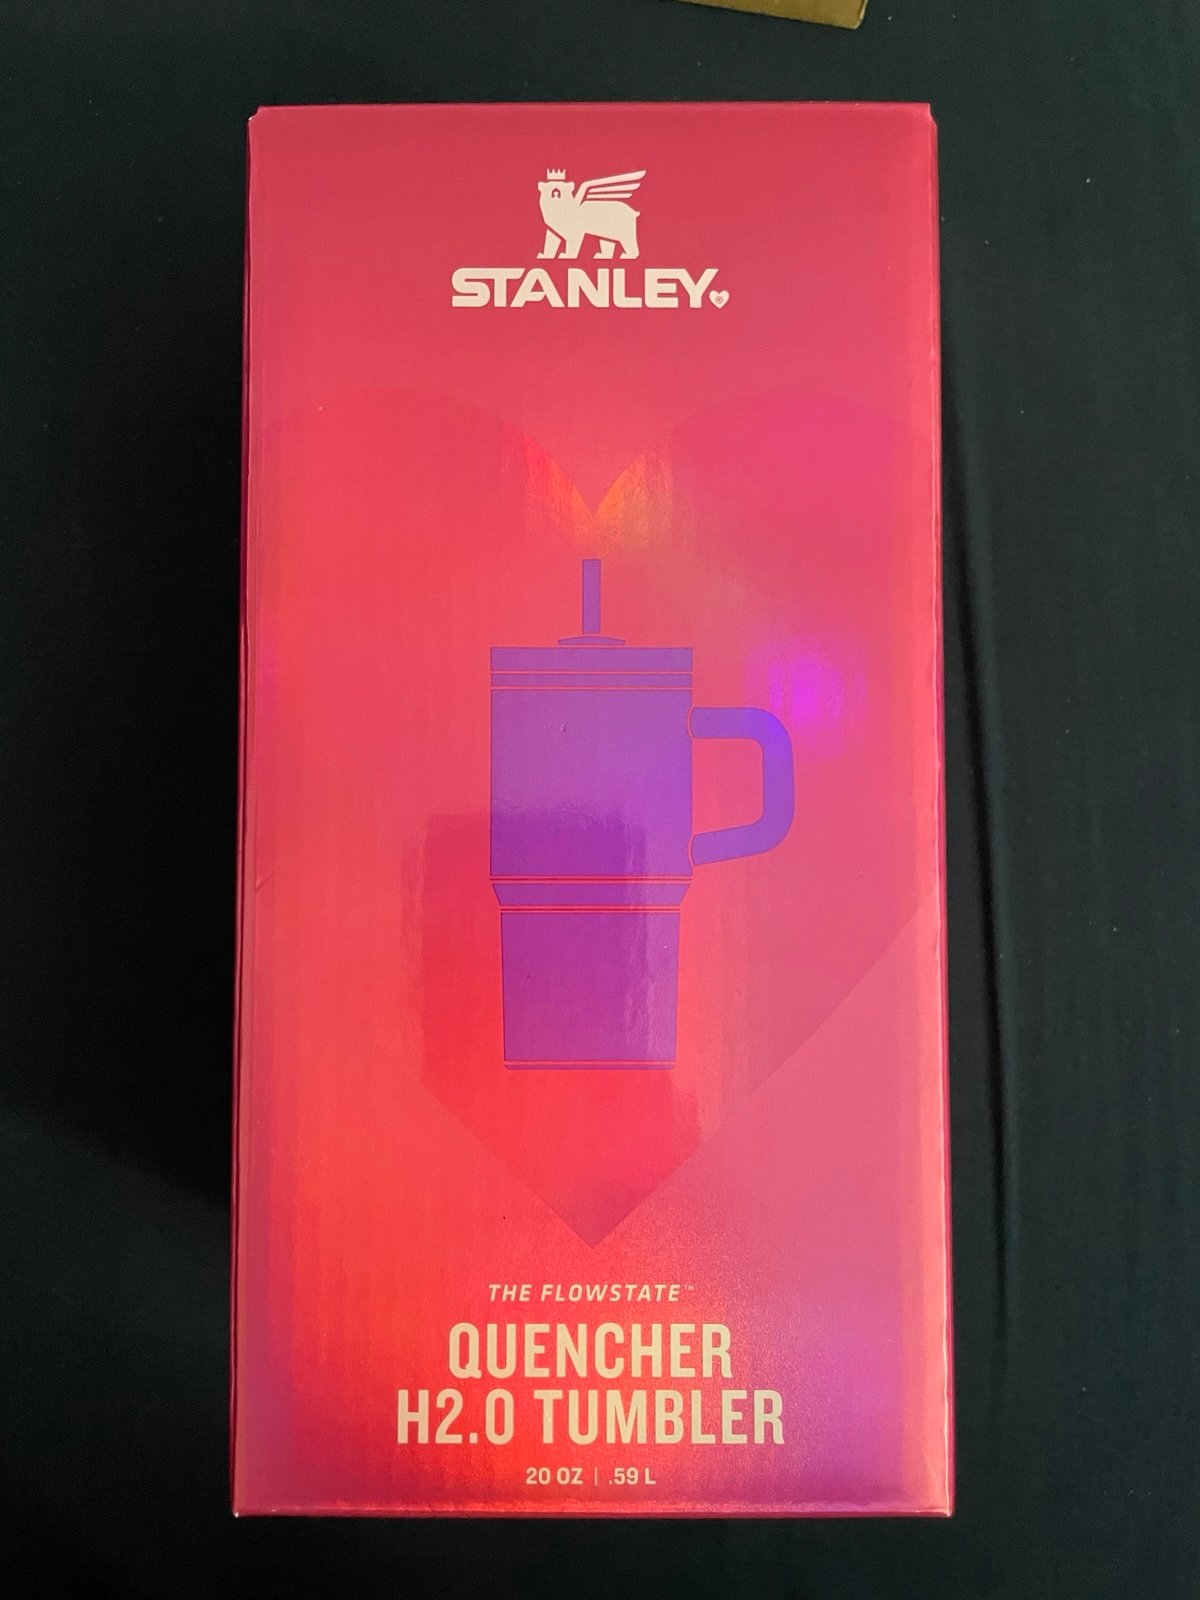 STANLEY®
THE FLOWSTATE™
QUENCHER
H2.0 TUMBLER
20 OZ | .59 L